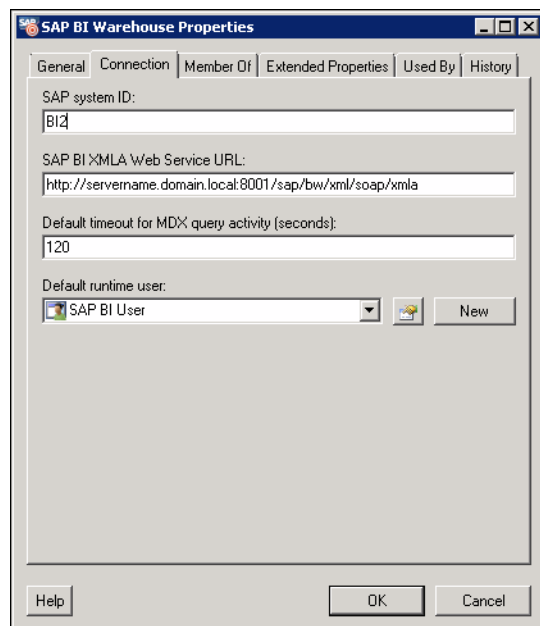 SAP BI Warehouse Properties
General Connection Member Of Extended Properties Used By History
SAP system ID:
BI2
SAP BI XMLA Web Service URL:
http://servername.domain.local:8001/sap/bw/xml/soap/xmla
Default timeout for MDX query activity (seconds):
120
Default runtime user:
SAP BI User New
Help OK Cancel